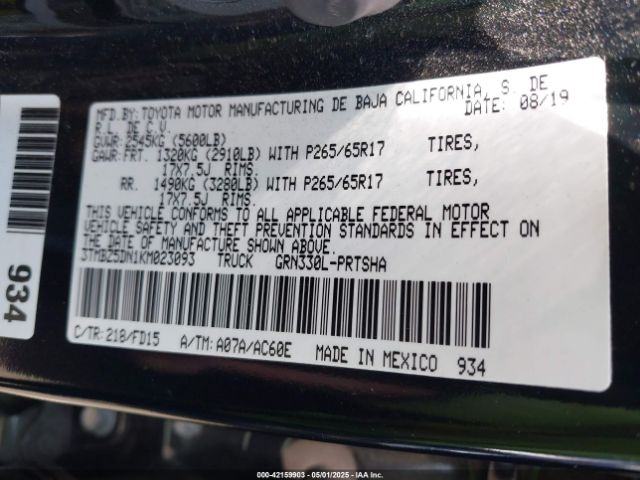 MFD.BY: TOYOTA MOTOR MANUFACTURING DE BAJA CALIFORNIA, S. DE
R.L. DE C.V. DATE: 08/19
GVWR: 2545KG (5600LB)
GAWR: FRT. 1320KG (2910LB) WITH P265/65R17 TIRES,
17X7.5J RIMS.
RR. 1490KG (3280LB) WITH P265/65R17 TIRES,
17X7.5J RIMS.
THIS VEHICLE CONFORMS TO ALL APPLICABLE FEDERAL MOTOR
VEHICLE SAFETY AND THEFT PREVENTION STANDARDS IN EFFECT ON
THE DATE OF MANUFACTURE SHOWN ABOVE.
3TMBZ5DN1KM023093 TRUCK GRN330L-PRTSHA
C/TR: 218/FD15 A/TM: A07A/AC60E MADE IN MEXICO 934
934
000-42159903 - 05/01/2025 - IAAI, Inc.